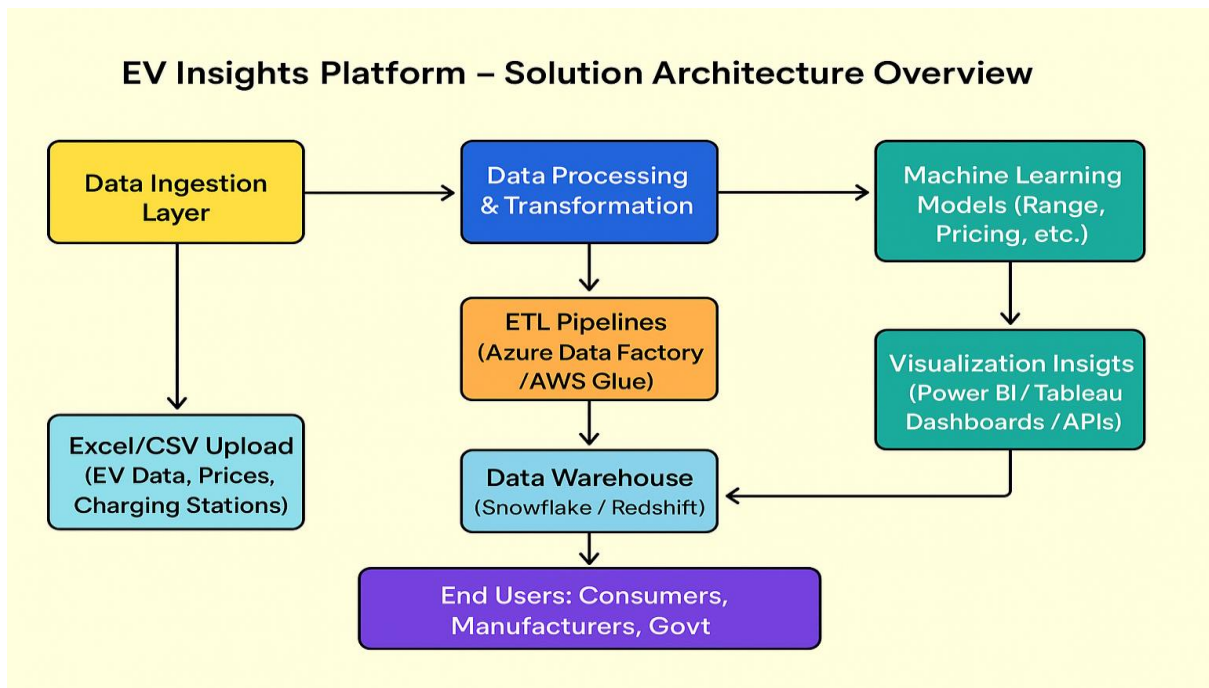 EV Insights Platform – Solution Architecture Overview
Data Ingestion
Layer
Data Processing
& Transformation
Machine Learning
Models (Range,
Pricing, etc.)
ETL Pipelines
(Azure Data Factory
/AWS Glue)
Visualization Insigts
(Power BI / Tableau
Dashboards / APIs)
Excel/CSV Upload
(EV Data, Prices,
Charging Stations)
Data Warehouse
(Snowflake / Redshift)
End Users: Consumers,
Manufacturers, Govt